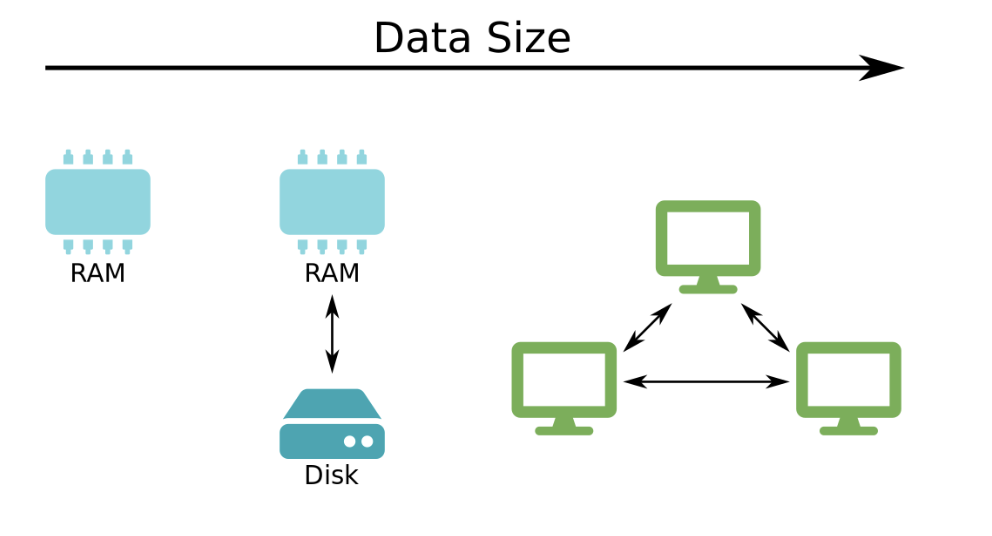 Data Size
RAM
RAM
Disk